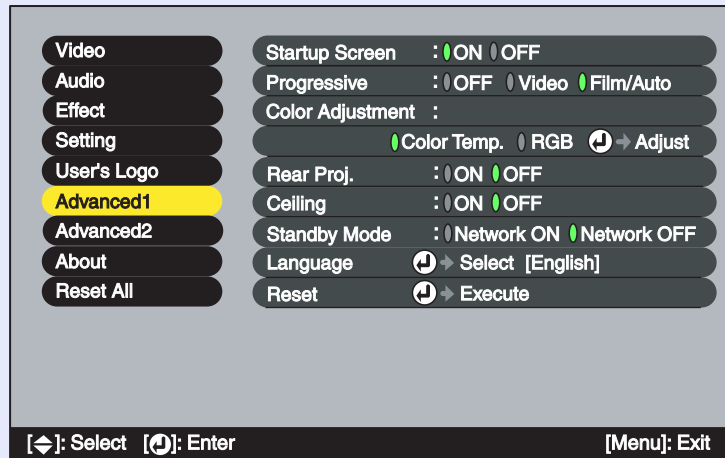 Video
Audio
Effect
Setting
User's Logo
Advanced1
Advanced2
About
Reset All
Startup Screen : ON OFF
Progressive : OFF Video Film/Auto
Color Adjustment :
Color Temp. RGB Adjust
Rear Proj. : ON OFF
Ceiling : ON OFF
Standby Mode : Network ON Network OFF
Language Select [English]
Reset Execute
[ ]: Select [ ]: Enter [Menu]: Exit